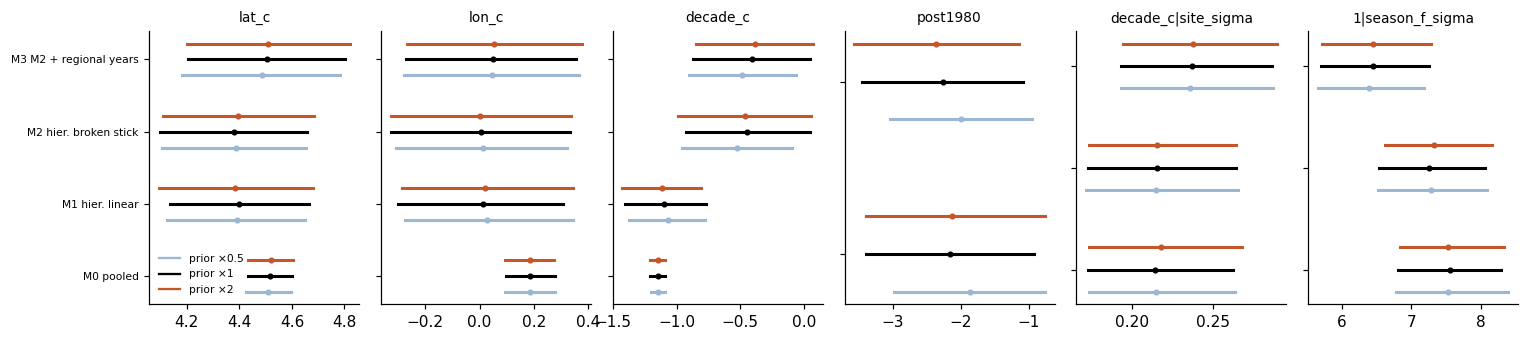 lat_c
lon_c
decade_c
post1980
decade_c|site_sigma
1|season_f_sigma
M3 M2 + regional years
M2 hier. broken stick
M1 hier. linear
M0 pooled
prior ×0.5
prior ×1
prior ×2
4.2 4.4 4.6 4.8
−0.2 0.0 0.2 0.4
−1.5 −1.0 −0.5 0.0
−3 −2 −1
0.20 0.25
6 7 8